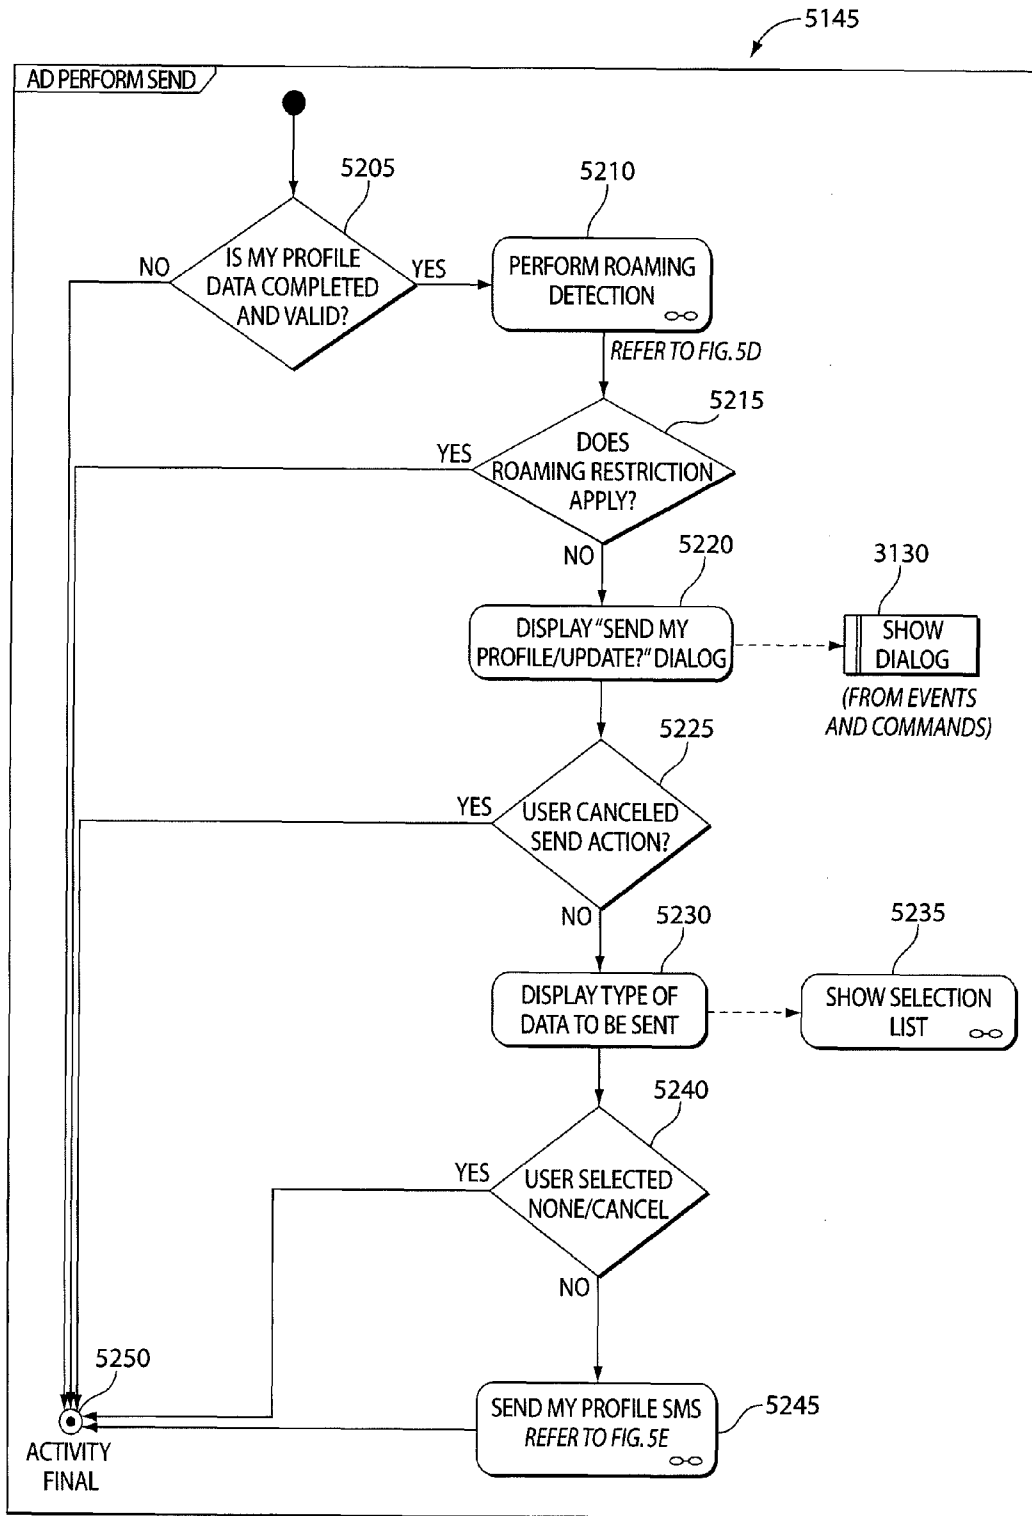 5145
AD PERFORM SEND
5205
5210
IS MY PROFILE
DATA COMPLETED
AND VALID?
NO
YES
PERFORM ROAMING
DETECTION
REFER TO FIG. 5D
5215
DOES
ROAMING RESTRICTION
APPLY?
YES
NO
5220
3130
DISPLAY "SEND MY
PROFILE/UPDATE?" DIALOG
SHOW
DIALOG
(FROM EVENTS
AND COMMANDS)
5225
YES
USER CANCELED
SEND ACTION?
NO
5230
5235
DISPLAY TYPE OF
DATA TO BE SENT
SHOW SELECTION
LIST
5240
YES
USER SELECTED
NONE/CANCEL
NO
5250
ACTIVITY
FINAL
SEND MY PROFILE SMS
REFER TO FIG. 5E
5245